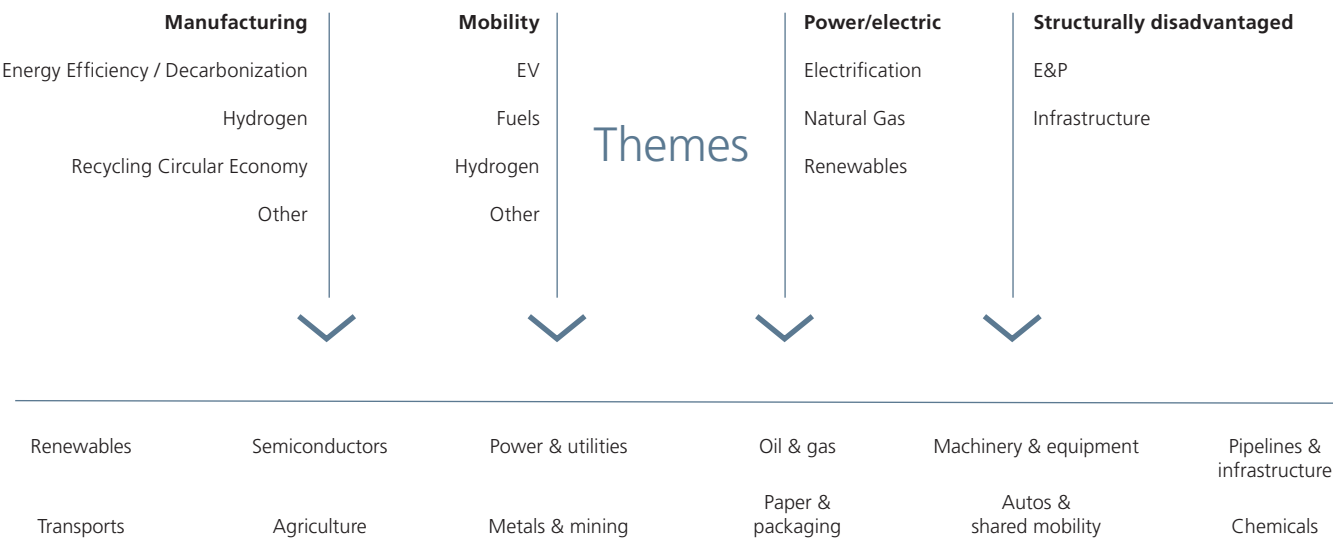 Manufacturing
Energy Efficiency / Decarbonization
Hydrogen
Recycling Circular Economy
Other
Mobility
EV
Fuels
Hydrogen
Other
Themes
Power/electric
Electrification
Natural Gas
Renewables
Structurally disadvantaged
E&P
Infrastructure
Renewables
Semiconductors
Power & utilities
Oil & gas
Machinery & equipment
Pipelines &
infrastructure
Transports
Agriculture
Metals & mining
Paper &
packaging
Autos &
shared mobility
Chemicals